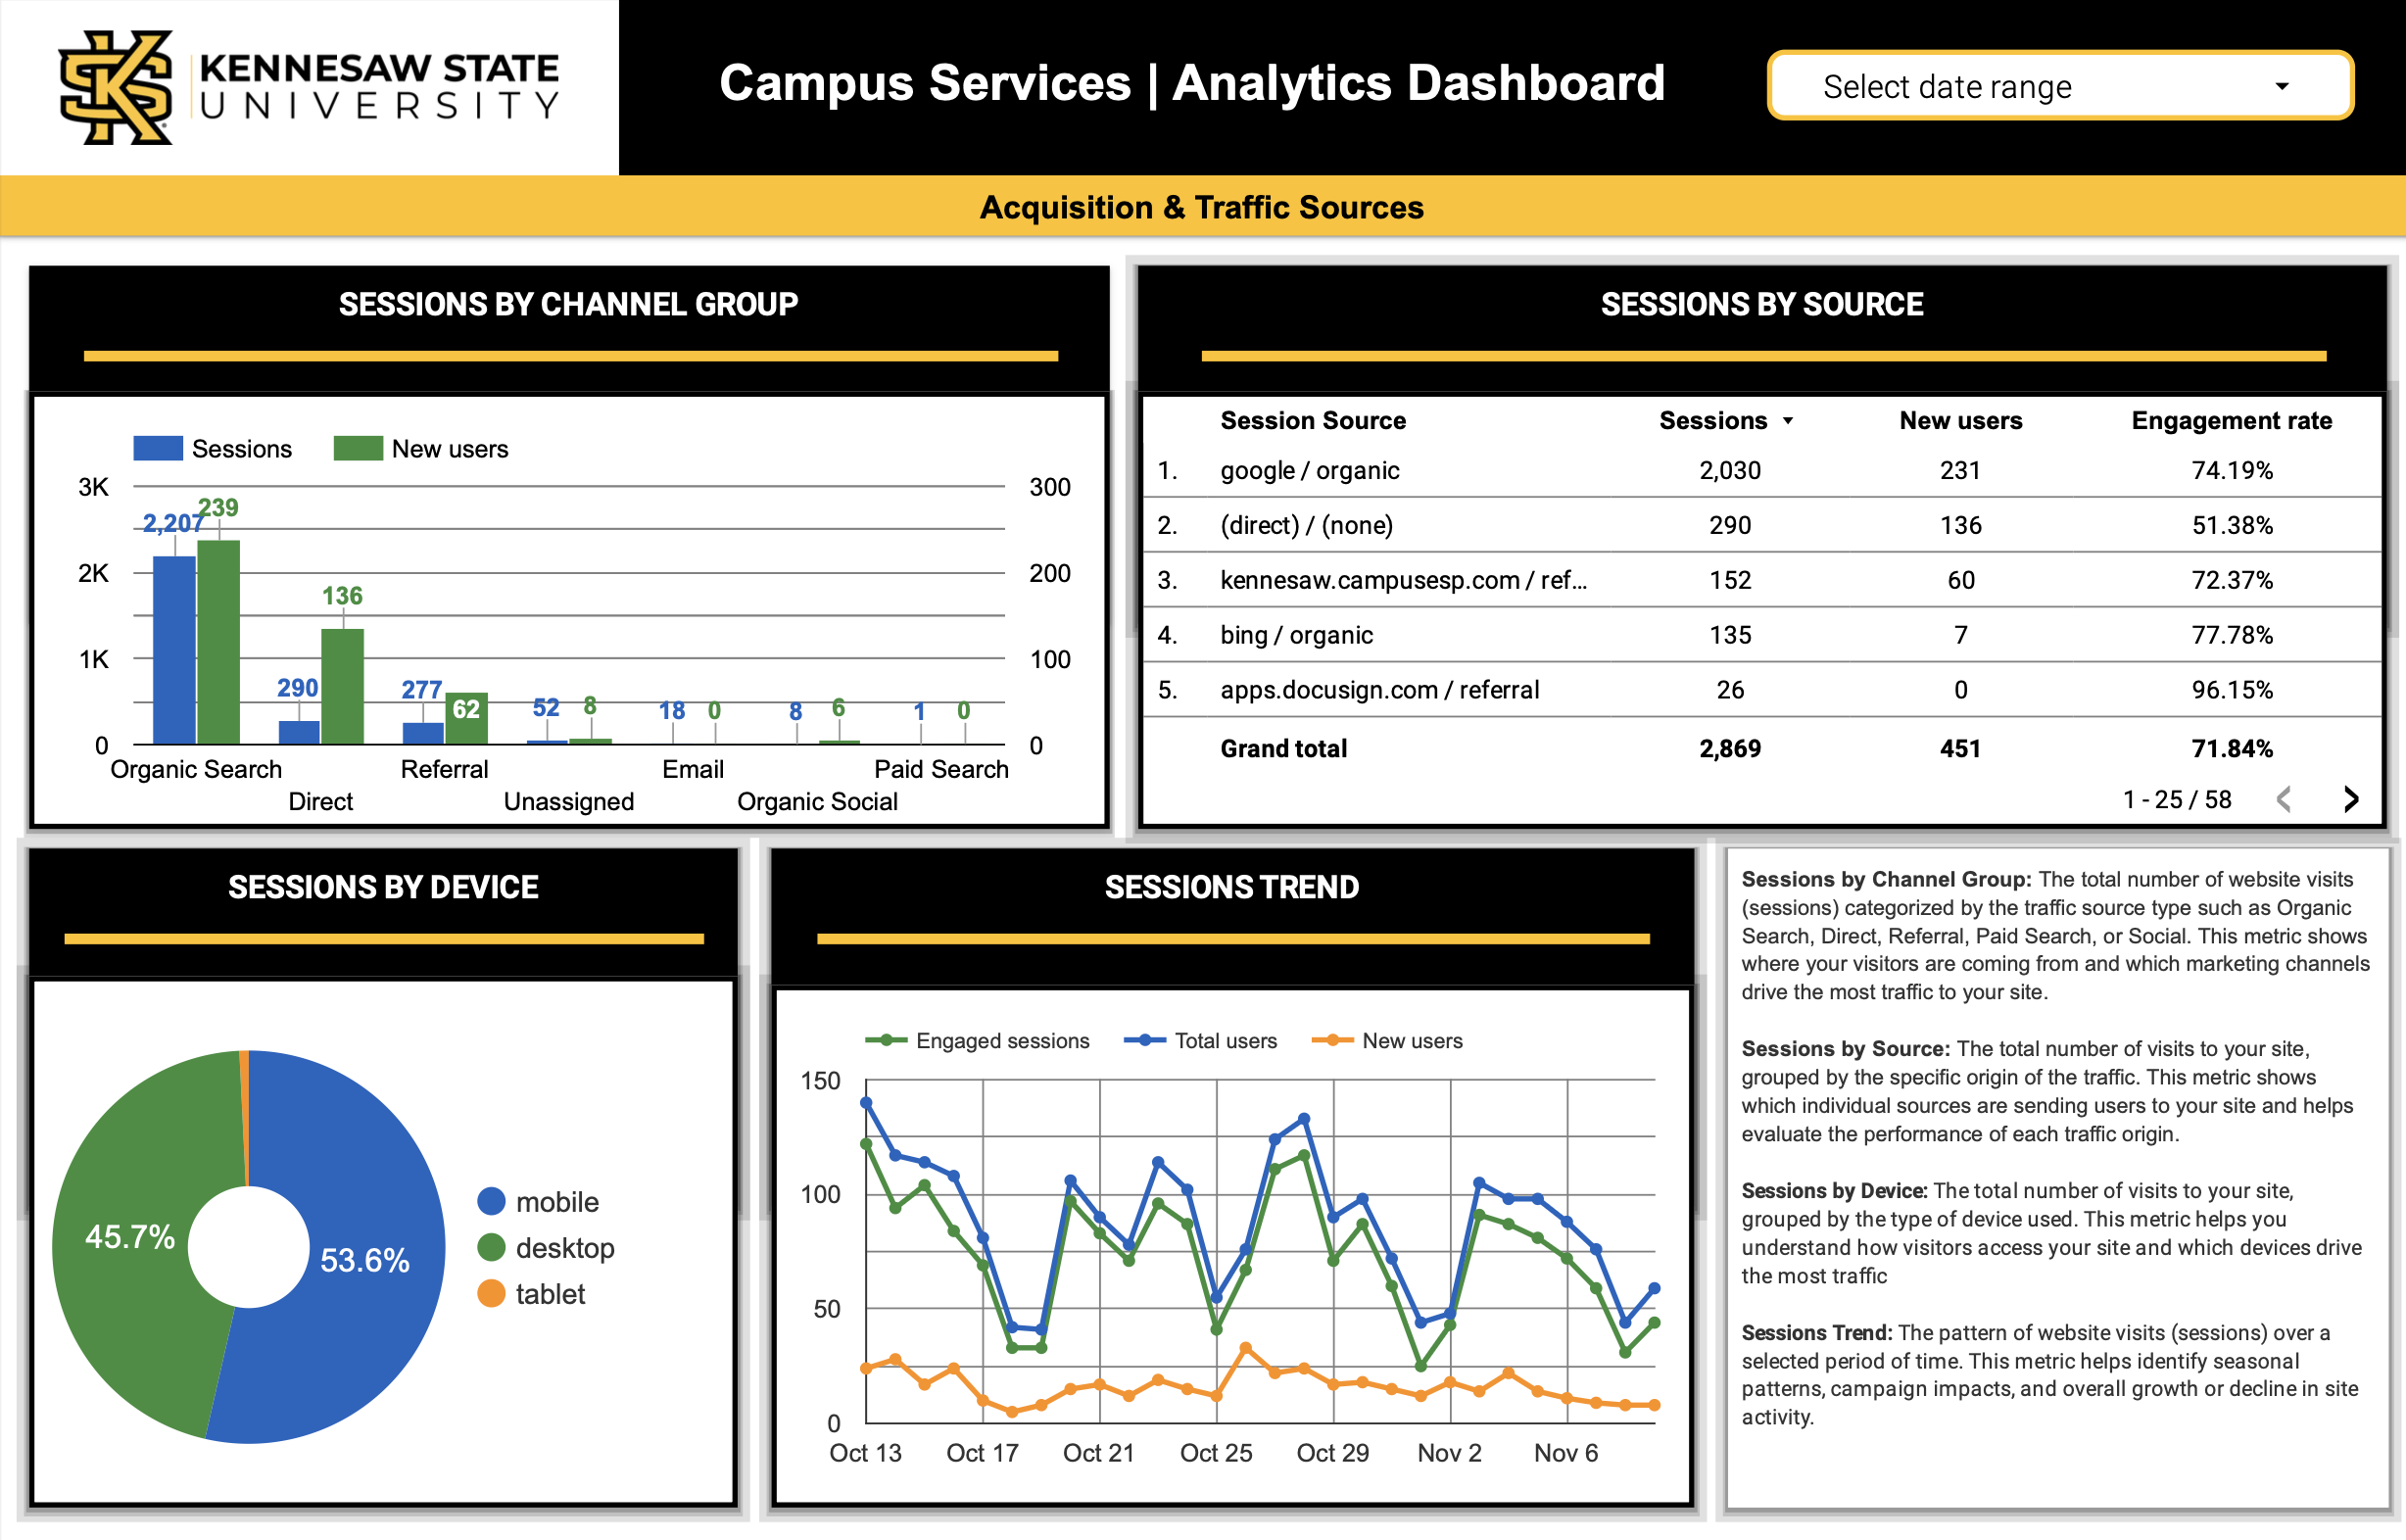 KENNESAW STATE
UNIVERSITY
Campus Services | Analytics Dashboard
Select date range
Acquisition & Traffic Sources
SESSIONS BY CHANNEL GROUP
Sessions
New users
3K
2K
1K
0
300
200
100
0
2,207
239
290
136
277
62
52
8
18
0
8
6
1
0
Organic Search
Direct
Referral
Unassigned
Email
Organic Social
Paid Search
SESSIONS BY SOURCE
Session Source Sessions New users Engagement rate
1. google / organic 2,030 231 74.19%
2. (direct) / (none) 290 136 51.38%
3. kennesaw.campusesp.com / ref... 152 60 72.37%
4. bing / organic 135 7 77.78%
5. apps.docusign.com / referral 26 0 96.15%
Grand total 2,869 451 71.84%
1 - 25 / 58
SESSIONS BY DEVICE
45.7%
53.6%
mobile
desktop
tablet
SESSIONS TREND
Engaged sessions
Total users
New users
150
100
50
0
Oct 13
Oct 17
Oct 21
Oct 25
Oct 29
Nov 2
Nov 6
Sessions by Channel Group: The total number of website visits
(sessions) categorized by the traffic source type such as Organic
Search, Direct, Referral, Paid Search, or Social. This metric shows
where your visitors are coming from and which marketing channels
drive the most traffic to your site.
Sessions by Source: The total number of visits to your site,
grouped by the specific origin of the traffic. This metric shows
which individual sources are sending users to your site and helps
evaluate the performance of each traffic origin.
Sessions by Device: The total number of visits to your site,
grouped by the type of device used. This metric helps you
understand how visitors access your site and which devices drive
the most traffic
Sessions Trend: The pattern of website visits (sessions) over a
selected period of time. This metric helps identify seasonal
patterns, campaign impacts, and overall growth or decline in site
activity.